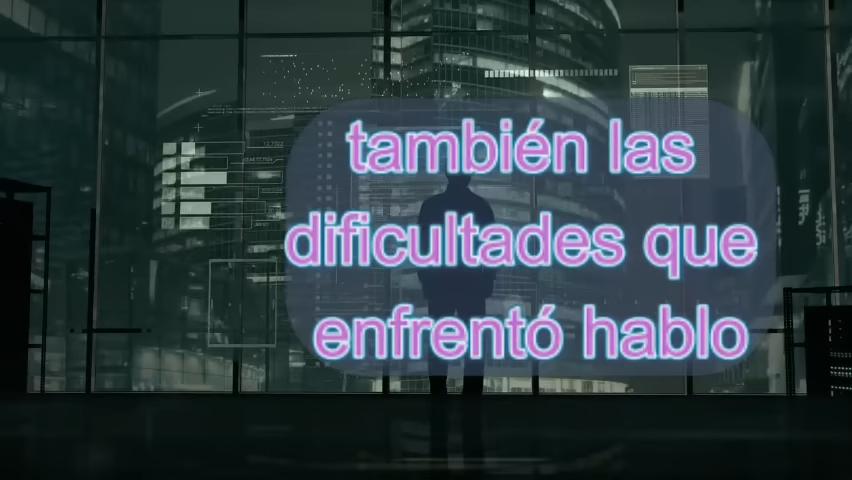 también las
dificultades que
enfrentó hablo